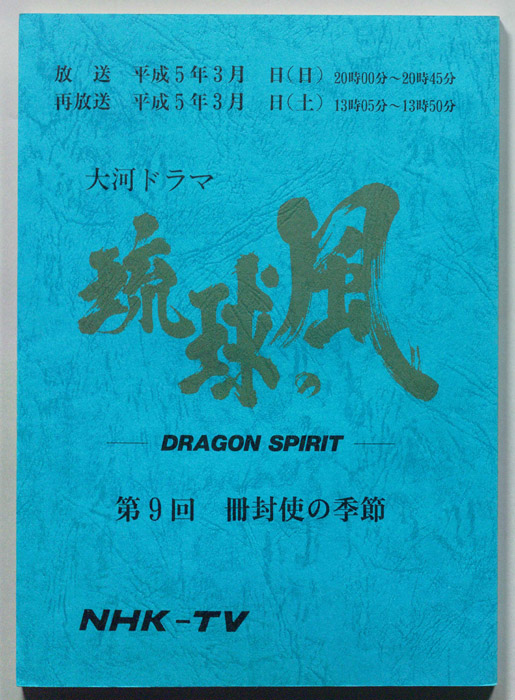 放　送　平成5年3月　日(日) 20時00分～20時45分
再放送　平成5年3月　日(土) 13時05分～13時50分
大河ドラマ
琉球の風
DRAGON SPIRIT
第9回　冊封使の季節
NHK-TV